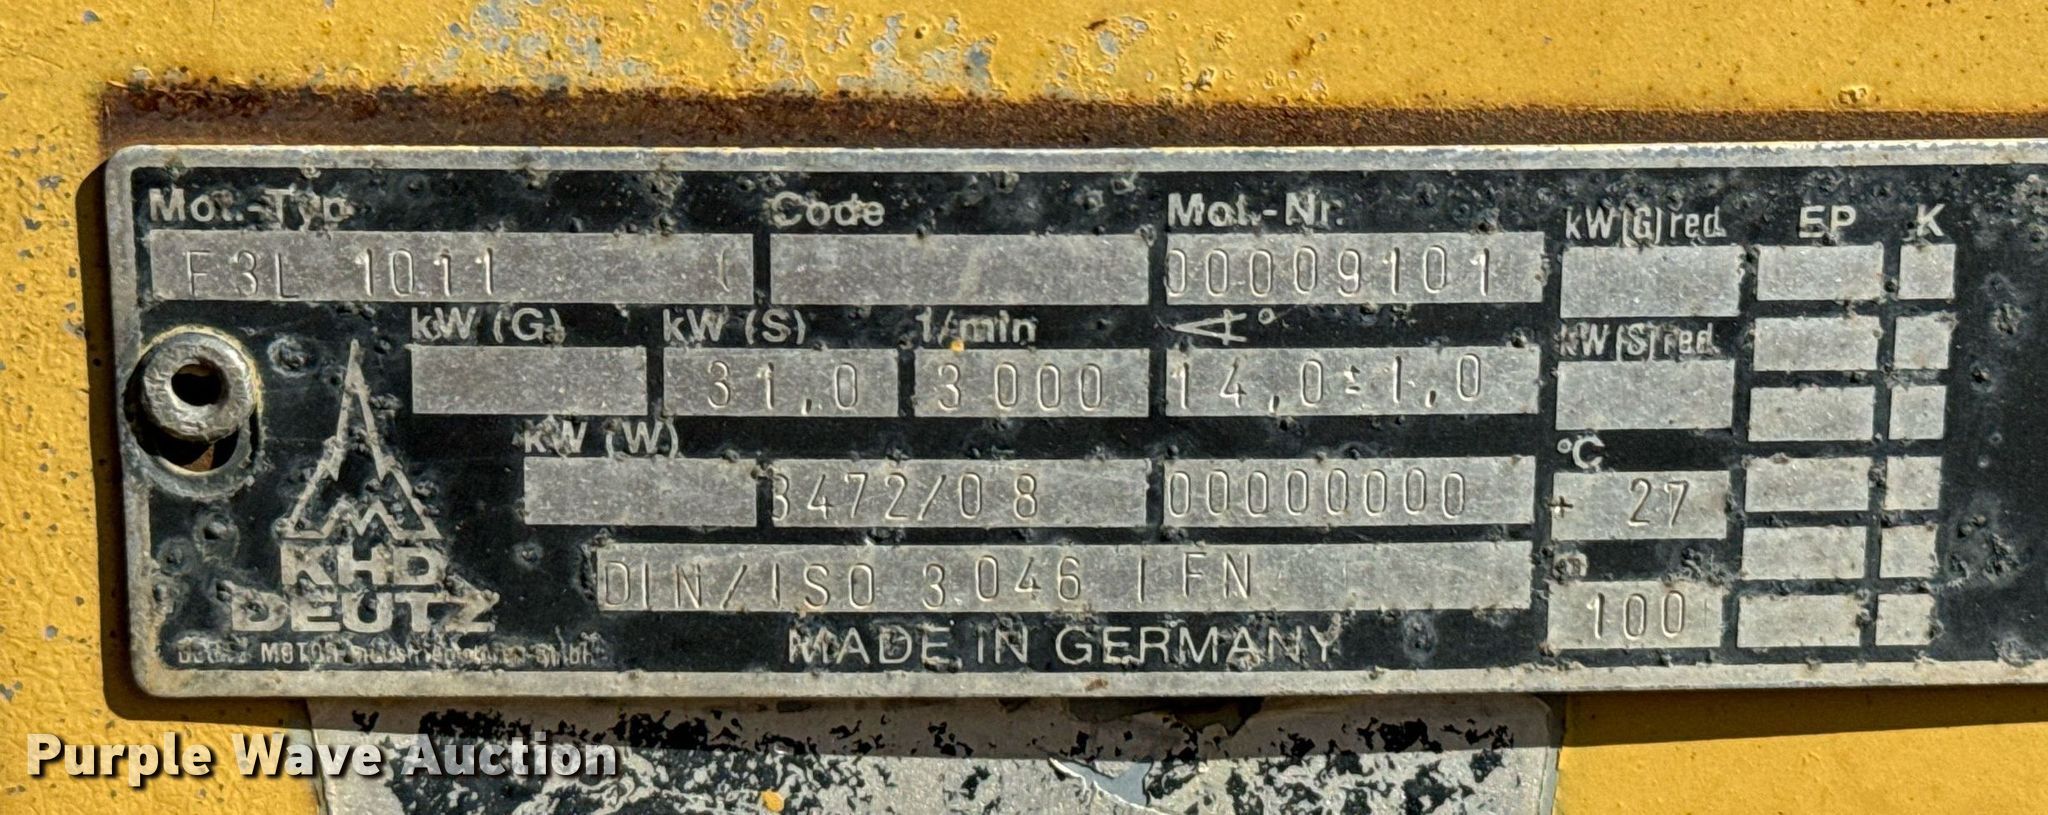 Mot.-Typ Code Mot.-Nr. kW(G)red. EP K
F3L 1011 00009101
kW (G) kW (S) 1/min ∢° kW(S)red.
31,0 3000 14,0±1,0
kW (W) °C
3472/08 00000000 + 27
m
DIN/ISO 3046 IFN 100
KHD
DEUTZ
MADE IN GERMANY
MOTOR
Purple Wave Auction